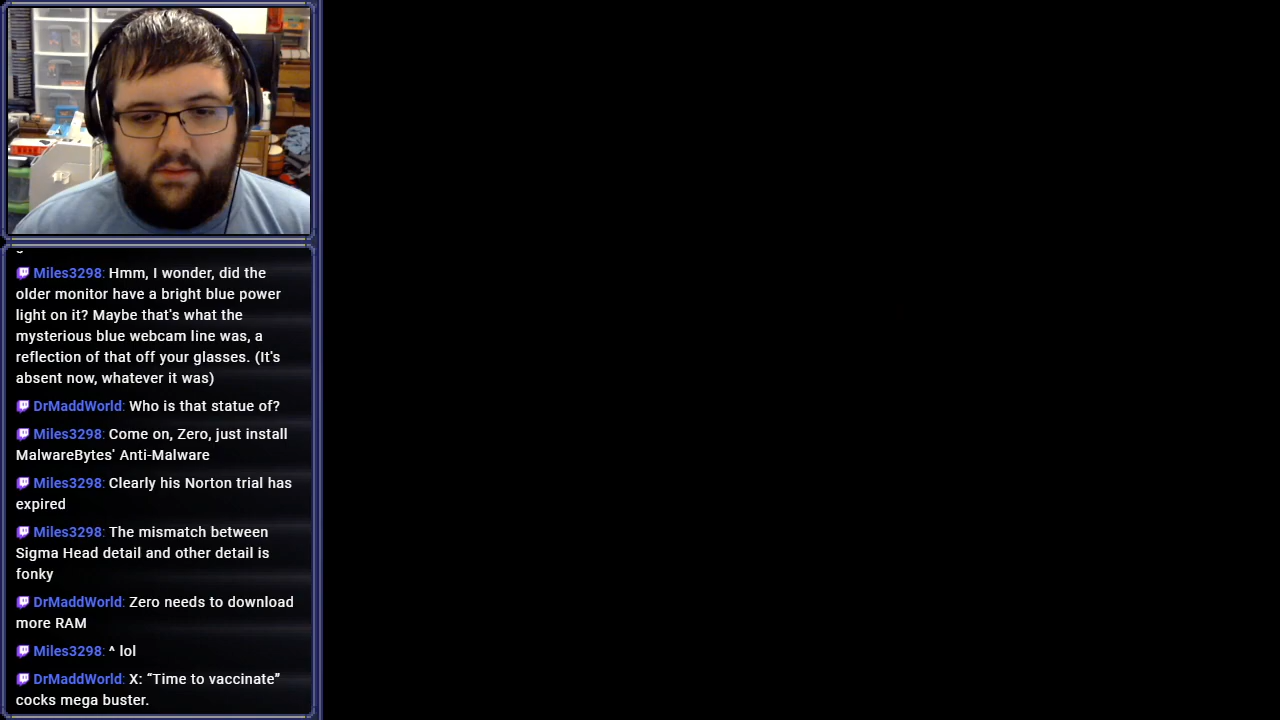 Miles3298: Hmm, I wonder, did the
older monitor have a bright blue power
light on it? Maybe that's what the
mysterious blue webcam line was, a
reflection of that off your glasses. (It's
absent now, whatever it was)
DrMaddWorld: Who is that statue of?
Miles3298: Come on, Zero, just install
MalwareBytes' Anti-Malware
Miles3298: Clearly his Norton trial has
expired
Miles3298: The mismatch between
Sigma Head detail and other detail is
fonky
DrMaddWorld: Zero needs to download
more RAM
Miles3298: ^ lol
DrMaddWorld: X: “Time to vaccinate”
cocks mega buster.